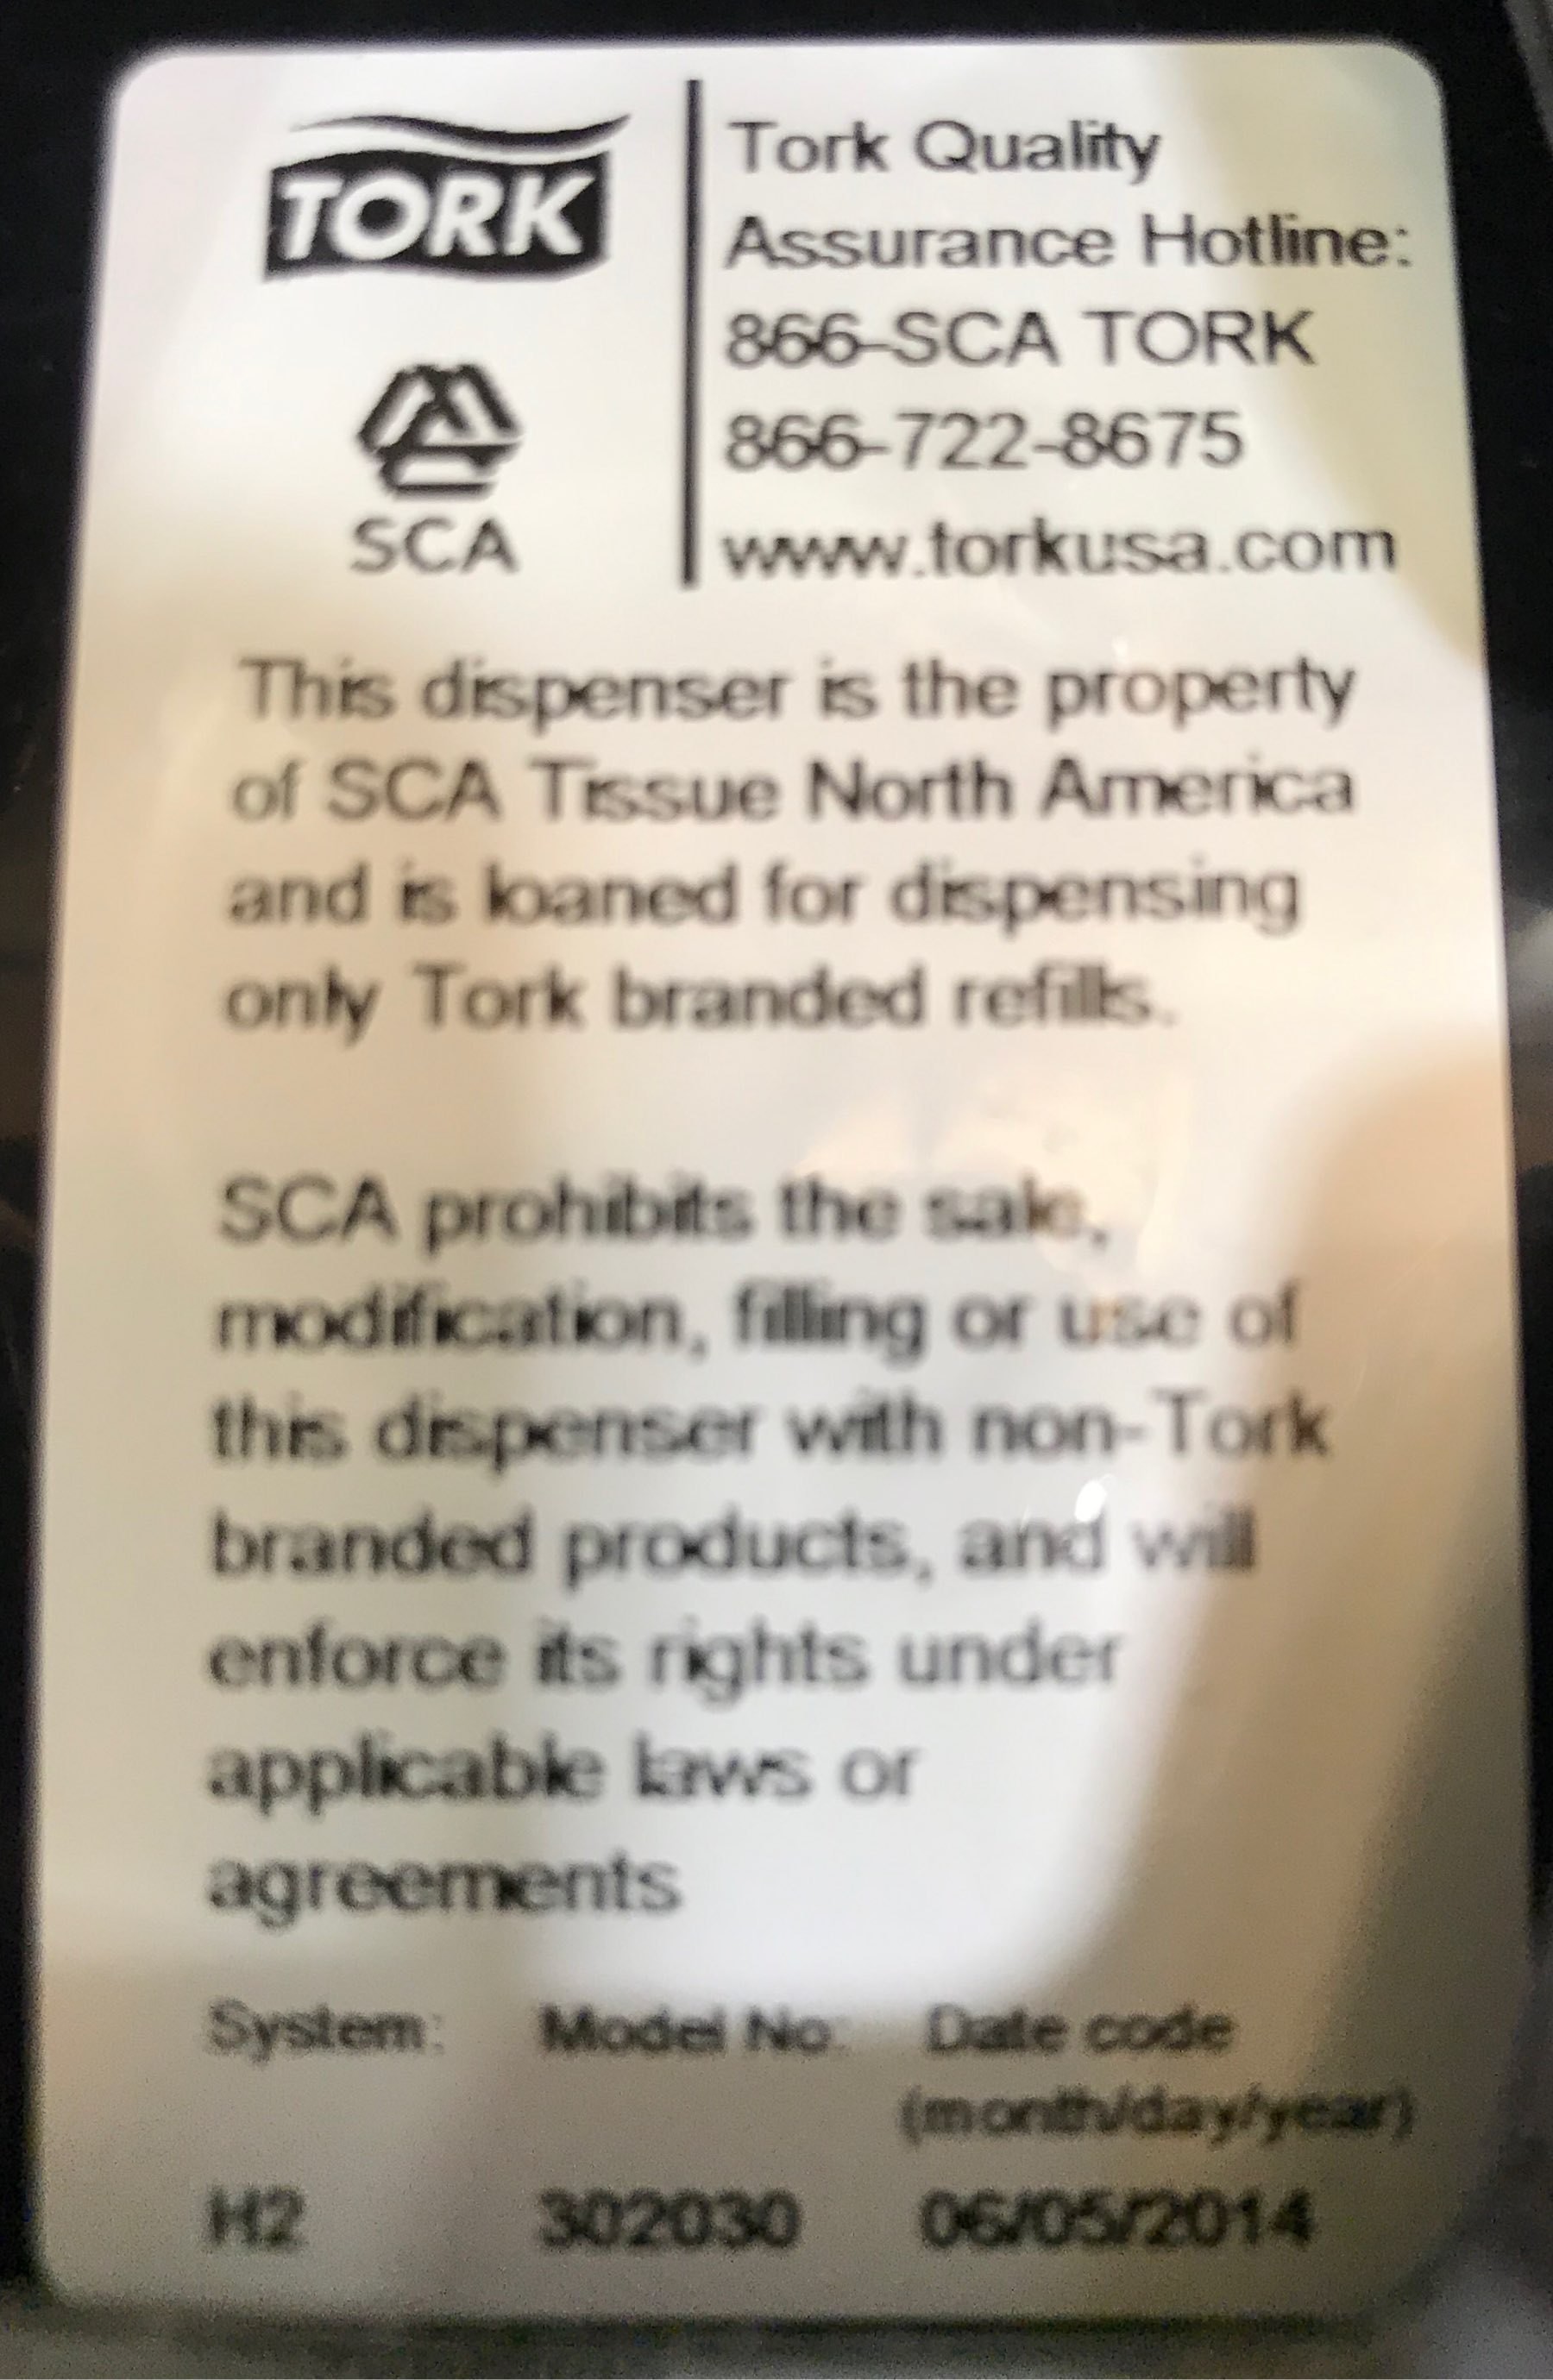 TORK
SCA
Tork Quality
Assurance Hotline:
866-SCA TORK
866-722-8675
www.torkusa.com
This dispenser is the property
of SCA Tissue North America
and is loaned for dispensing
only Tork branded refills.
SCA prohibits the sale,
modification, filling or use of
this dispenser with non-Tork
branded products, and will
enforce its rights under
applicable laws or
agreements
System: Model No: Date code
(month/day/year)
H2 302030 06/05/2014